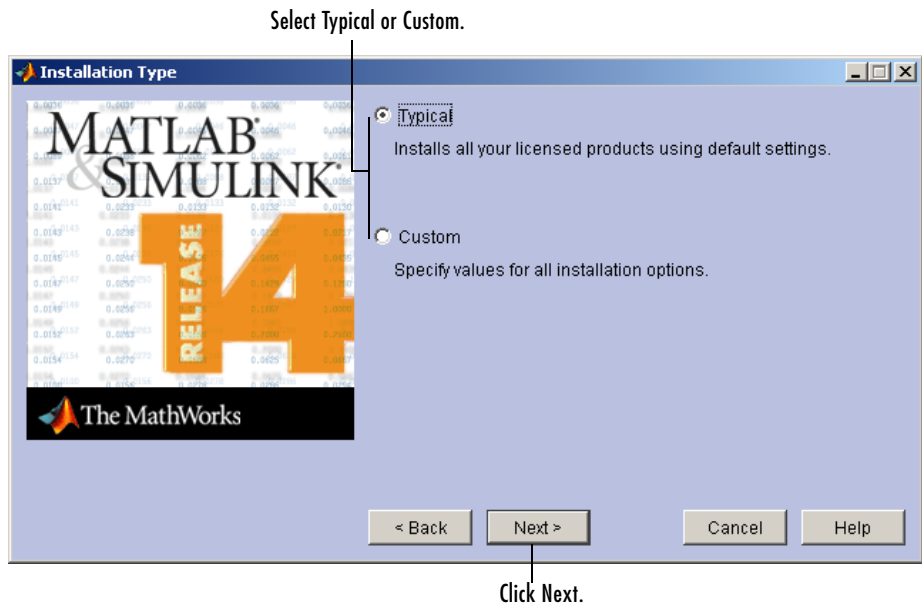 Select Typical or Custom.
Installation Type
MATLAB®
& SIMULINK®
RELEASE 14
The MathWorks
Typical
Installs all your licensed products using default settings.
Custom
Specify values for all installation options.
< Back
Next >
Cancel
Help
Click Next.